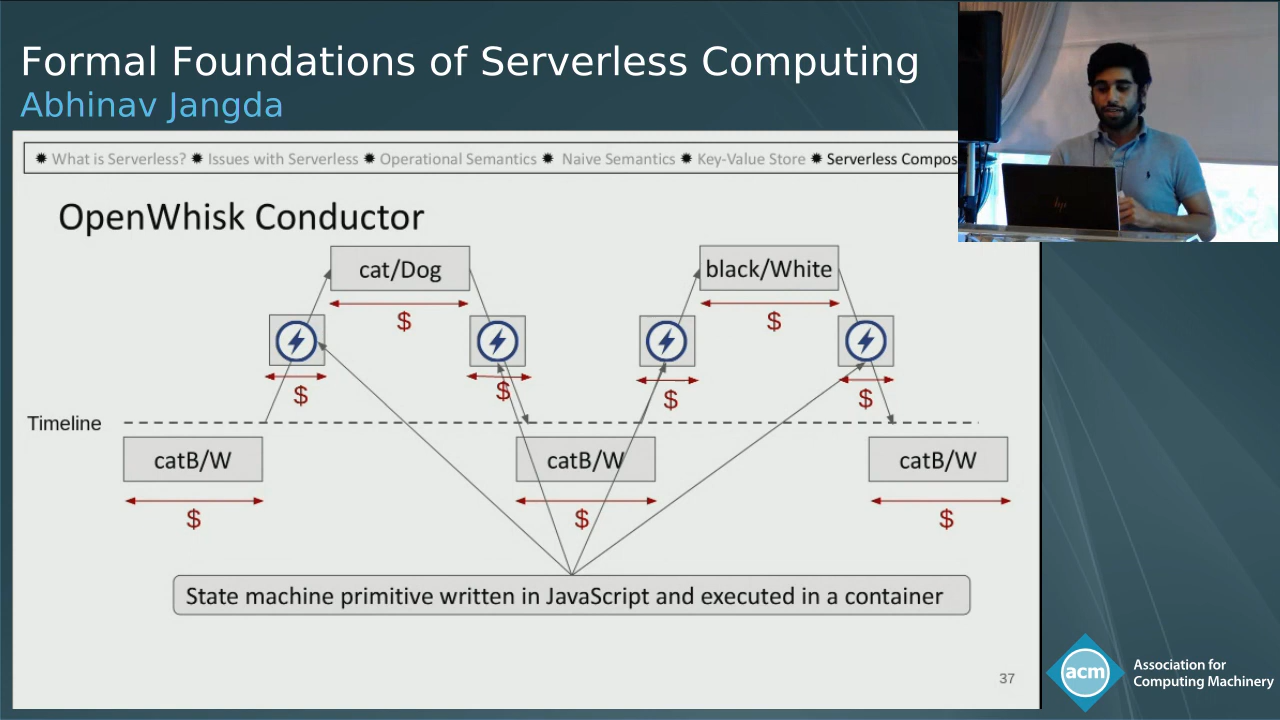 Formal Foundations of Serverless Computing
Abhinav Jangda
✹ What is Serverless? ✹ Issues with Serverless ✹ Operational Semantics ✹ Naive Semantics ✹ Key-Value Store ✹ Serverless Compos
OpenWhisk Conductor
cat/Dog
black/White
$
$
$
$
$
$
Timeline
catB/W
catB/W
catB/W
$
$
$
State machine primitive written in JavaScript and executed in a container
37
hp
acm
Association for
Computing Machinery